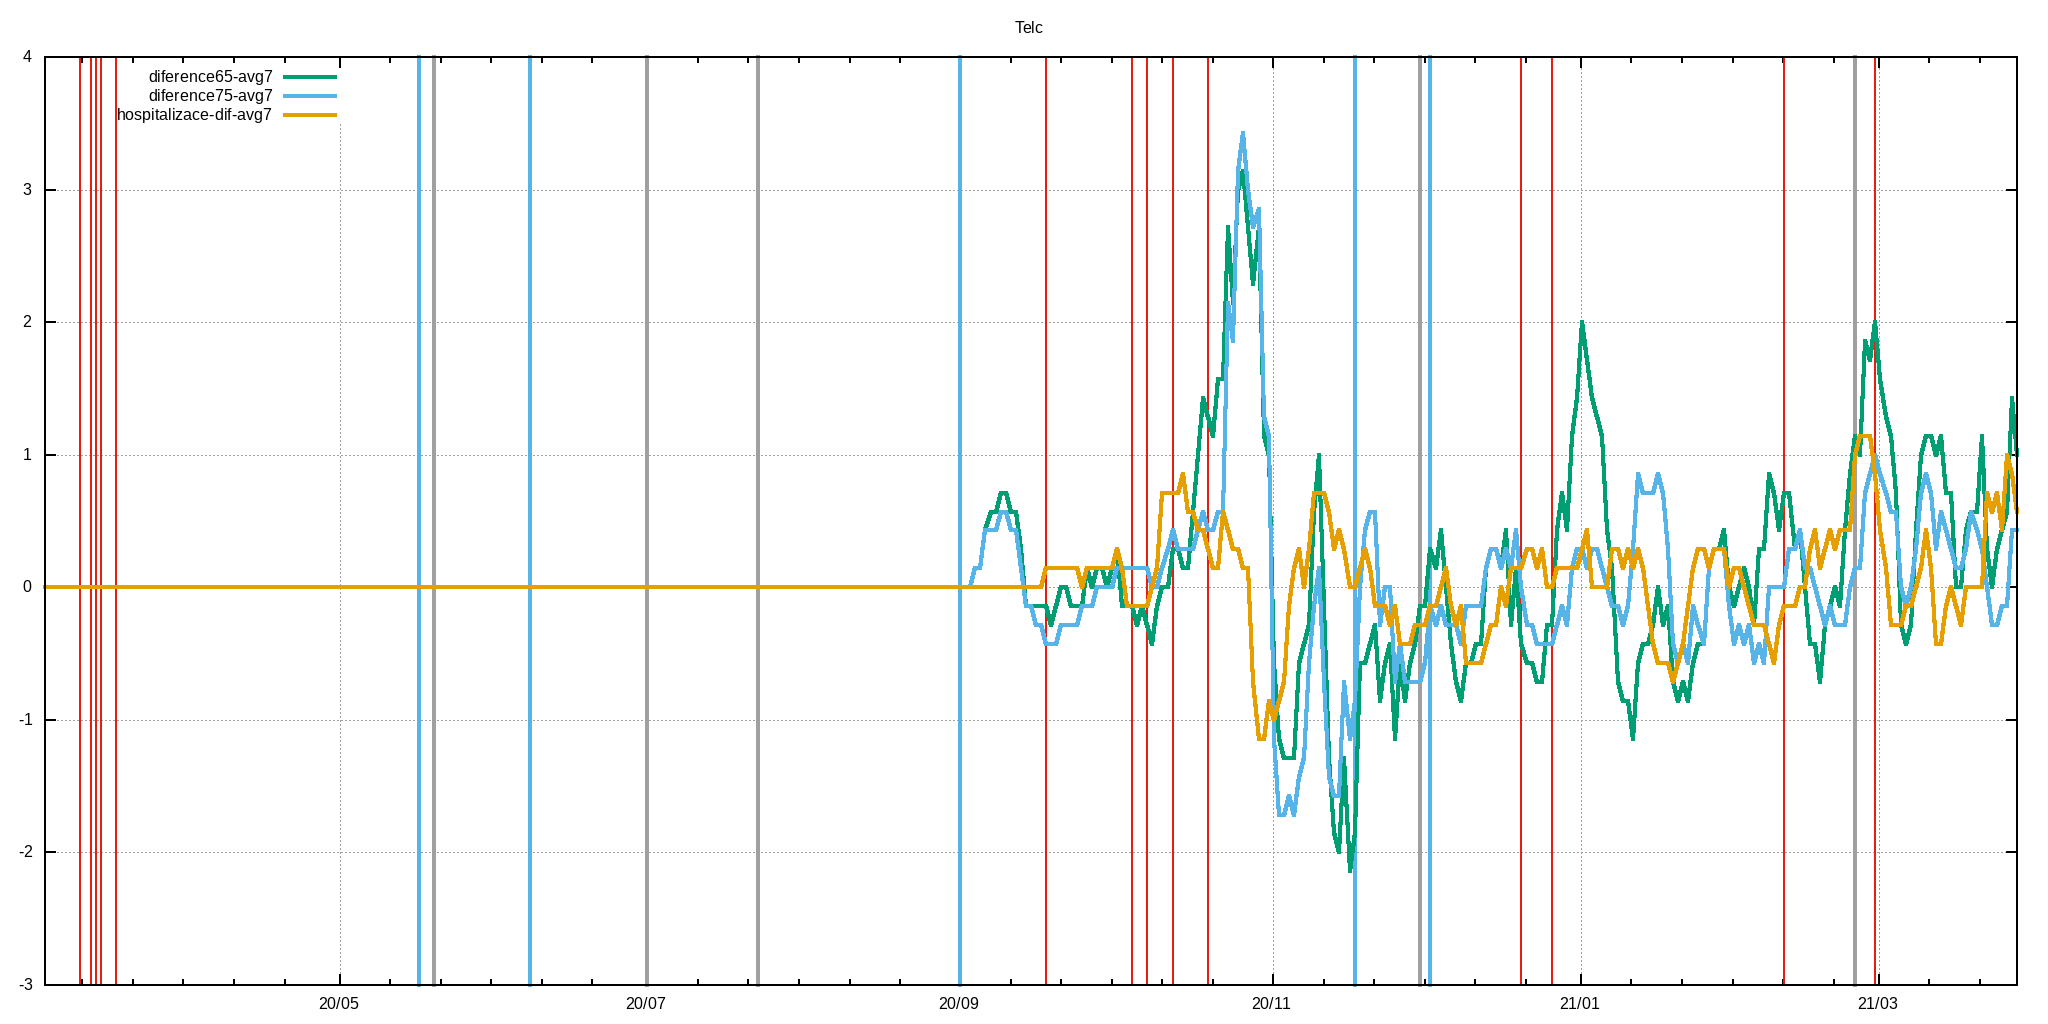 Telc
diference65-avg7
diference75-avg7
hospitalizace-dif-avg7
4
3
2
1
0
-1
-2
-3
20/05 20/07 20/09 20/11 21/01 21/03